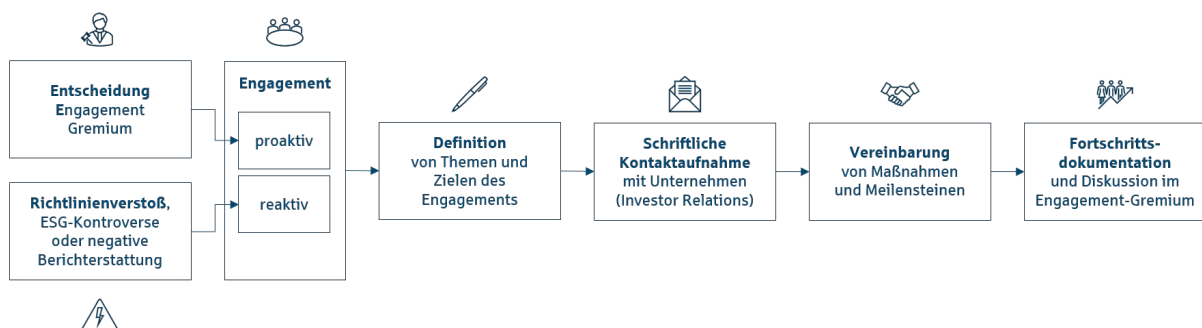 Entscheidung
Engagement
Gremium
Richtlinienverstoß,
ESG-Kontroverse
oder negative
Berichterstattung
Engagement
proaktiv
reaktiv
Definition
von Themen und
Zielen des
Engagements
Schriftliche
Kontaktaufnahme
mit Unternehmen
(Investor Relations)
Vereinbarung
von Maßnahmen
und Meilensteinen
Fortschritts-
dokumentation
und Diskussion im
Engagement-Gremium